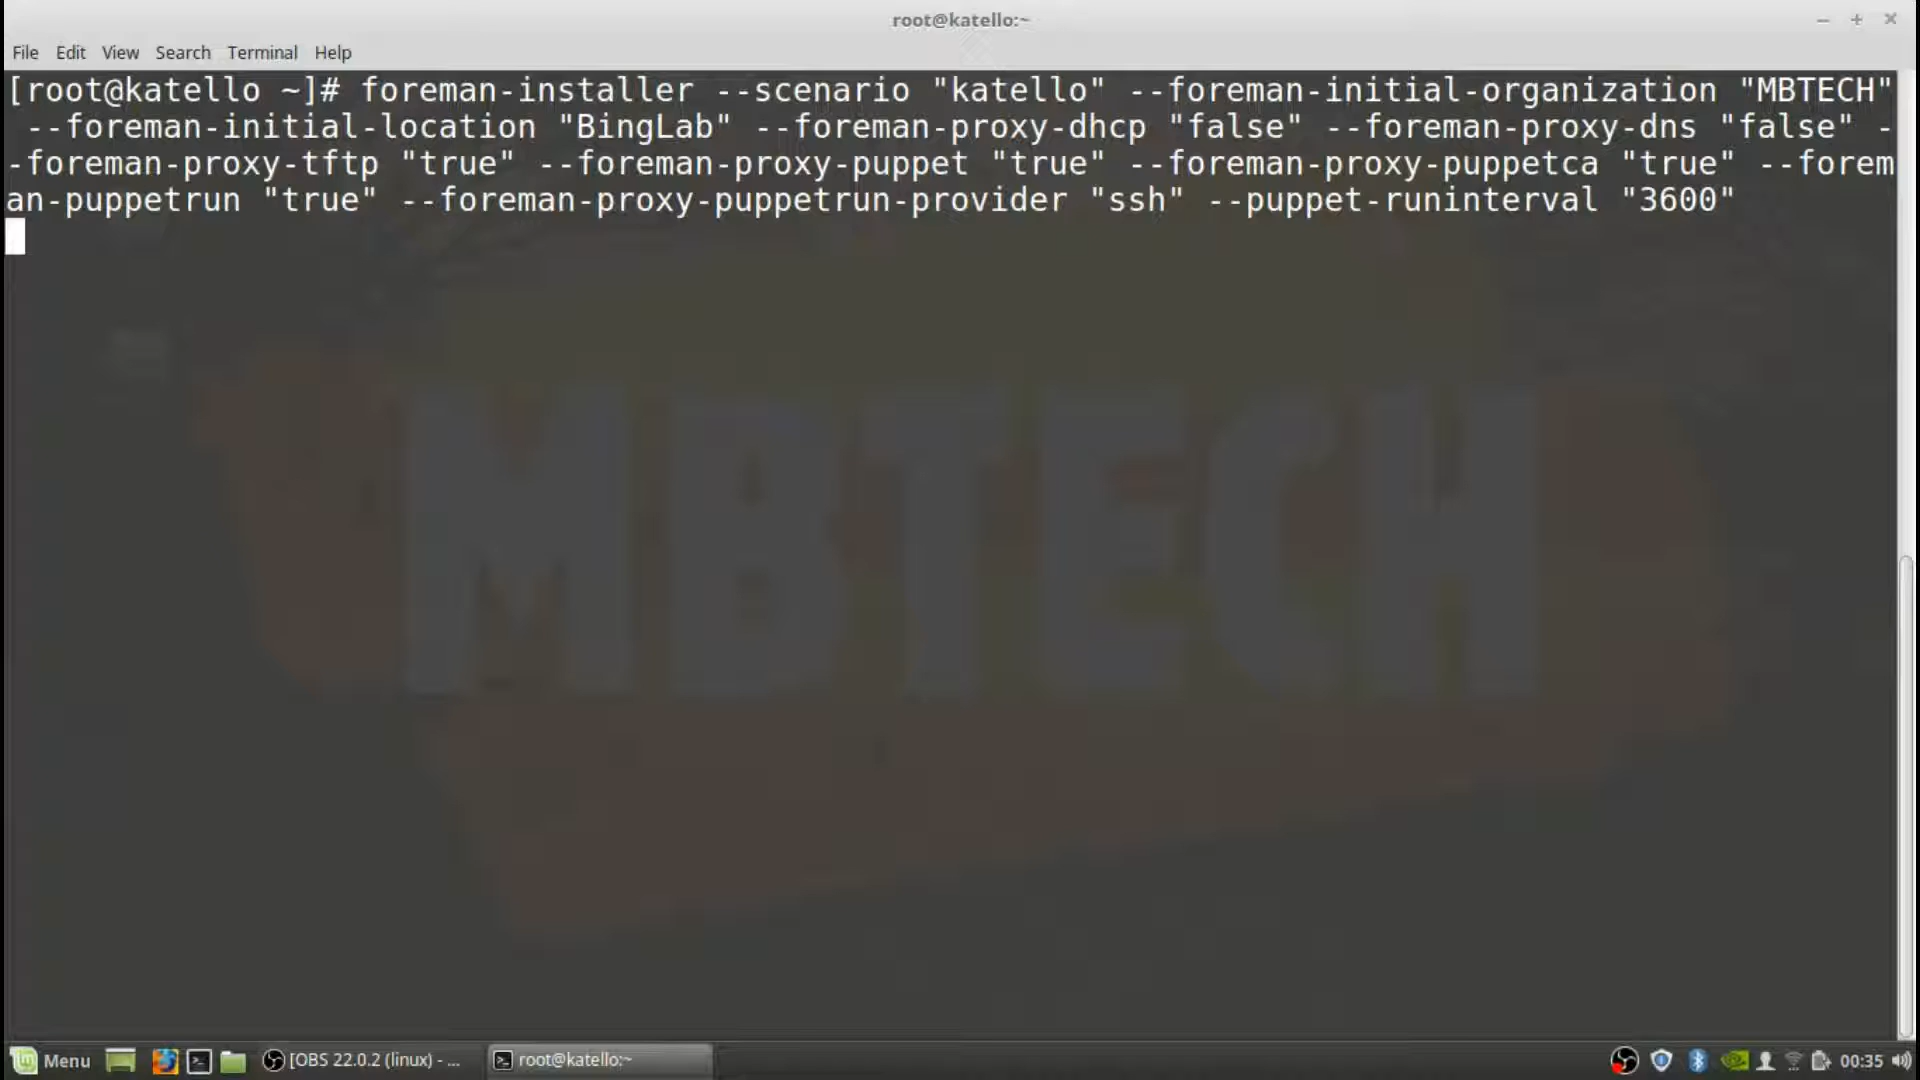 root@katello:~
File Edit View Search Terminal Help
[root@katello ~]# foreman-installer --scenario "katello" --foreman-initial-organization "MBTECH"
--foreman-initial-location "BingLab" --foreman-proxy-dhcp "false" --foreman-proxy-dns "false" -
-foreman-proxy-tftp "true" --foreman-proxy-puppet "true" --foreman-proxy-puppetca "true" --forem
an-puppetrun "true" --foreman-proxy-puppetrun-provider "ssh" --puppet-runinterval "3600"
MBTECH
Menu [OBS 22.0.2 (linux) - ... root@katello:~ 00:35